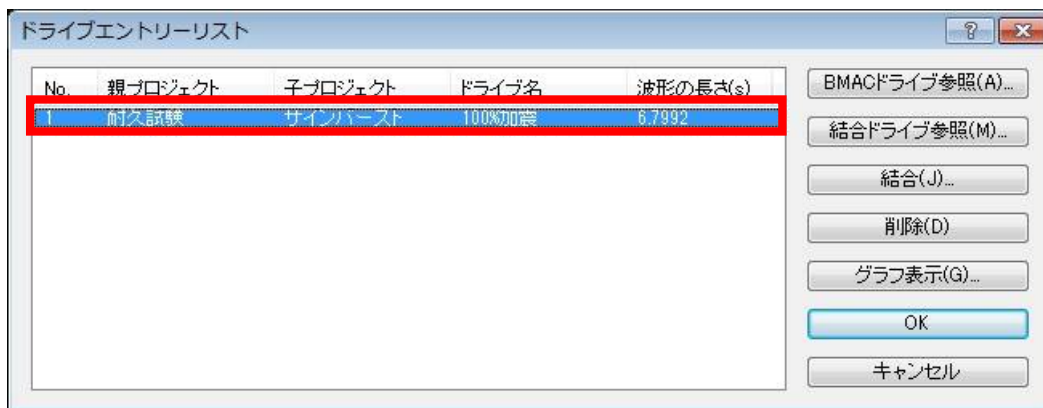 ドライブエントリーリスト
No. 親プロジェクト 子プロジェクト ドライブ名 波形の長さ(s)
1 耐久試験 サインバースト 100%加震 6.7992
BMACドライブ参照(A)...
結合ドライブ参照(M)...
結合(J)...
削除(D)
グラフ表示(G)...
OK
キャンセル